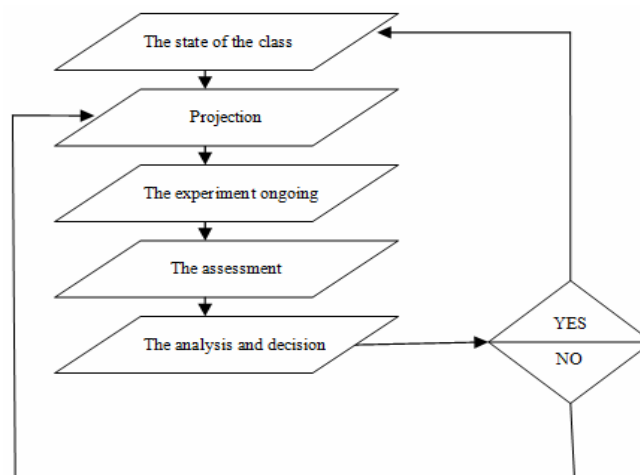 The state of the class
Projection
The experiment ongoing
The assessment
The analysis and decision
YES
NO